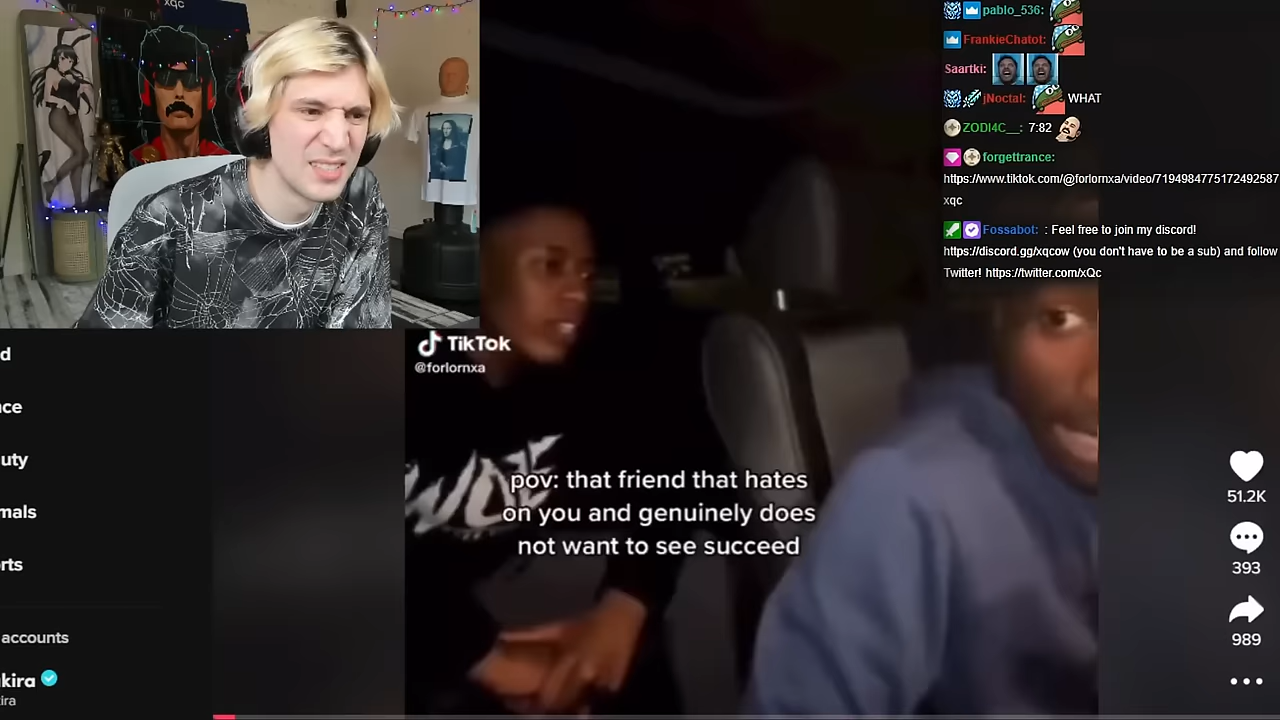 xqc
pablo_536:
FrankieChatot:
Saartki:
jNoctal: WHAT
ZODI4C__: 7:82
forgettrance:
https://www.tiktok.com/@forlornxa/video/7194984775172492587
xqc
Fossabot: : Feel free to join my discord!
https://discord.gg/xqcow (you don't have to be a sub) and follow
Twitter! https://twitter.com/xQc
TikTok
@forlornxa
d
ce
uty
mals
rts
accounts
kira
ira
pov: that friend that hates
on you and genuinely does
not want to see succeed
51.2K
393
989